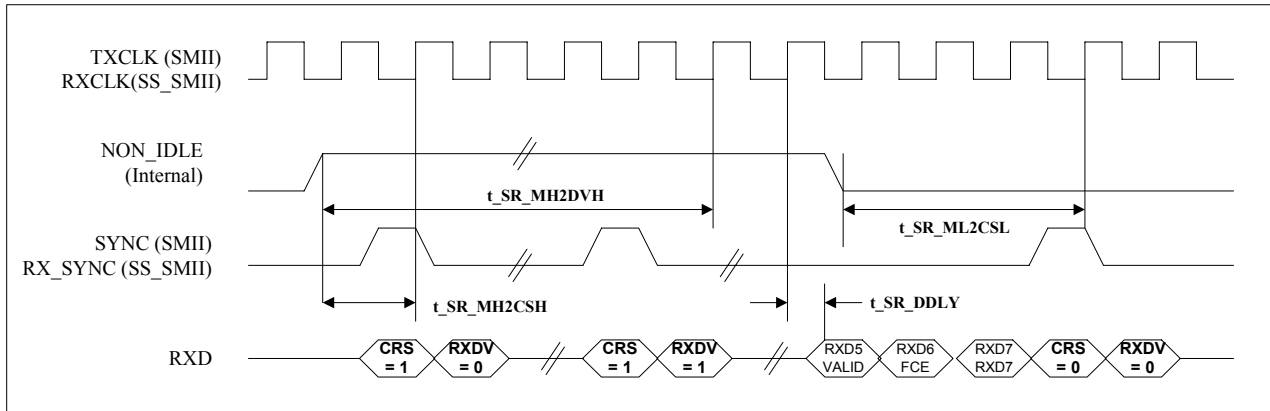 TXCLK (SMII)
RXCLK(SS_SMII)
NON_IDLE
(Internal)
t_SR_MH2DVH
t_SR_ML2CSL
SYNC (SMII)
RX_SYNC (SS_SMII)
t_SR_MH2CSH
t_SR_DDLY
RXD
CRS
= 1
RXDV
= 0
CRS
= 1
RXDV
= 1
RXD5
VALID
RXD6
FCE
RXD7
RXD7
CRS
= 0
RXDV
= 0